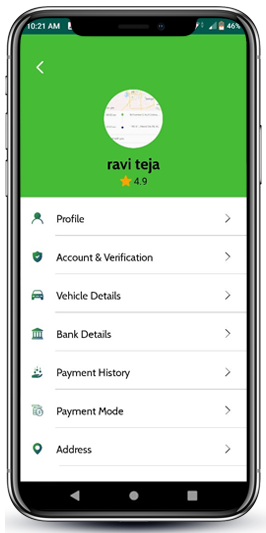 10:21 AM
46%
ravi teja
4.9
Profile
Account & Verification
Vehicle Details
Bank Details
Payment History
Payment Mode
Address